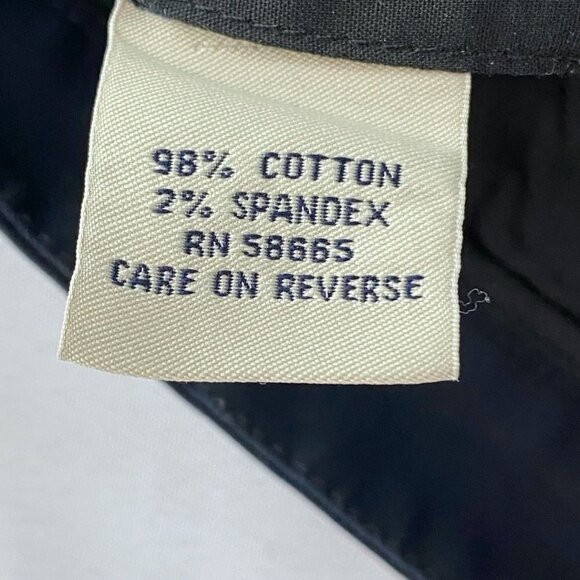 98% COTTON
2% SPANDEX
RN 58665
CARE ON REVERSE